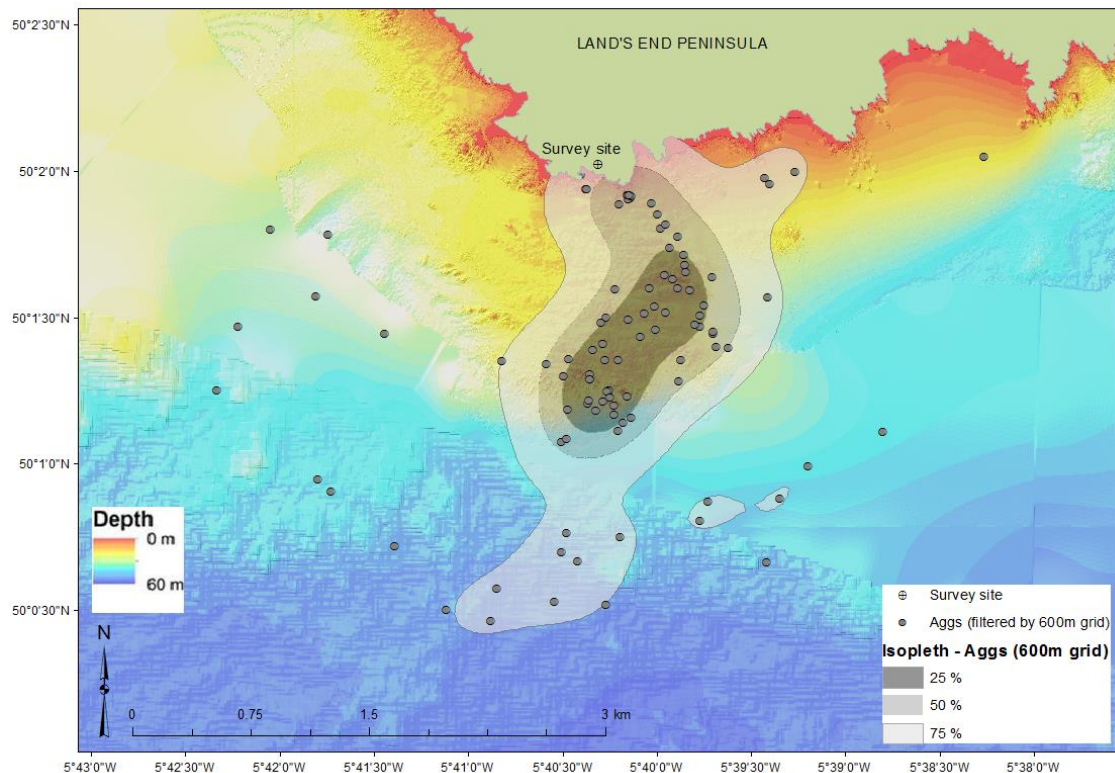 50°2'30"N
LAND'S END PENINSULA
Survey site
50°2'0"N
50°1'30"N
50°1'0"N
Depth
0 m
60 m
50°0'30"N
N
0 0.75 1.5 3 km
Survey site
Aggs (filtered by 600m grid)
Isopleth - Aggs (600m grid)
25 %
50 %
75 %
5°43'0"W 5°42'30"W 5°42'0"W 5°41'30"W 5°41'0"W 5°40'30"W 5°40'0"W 5°39'30"W 5°39'0"W 5°38'30"W 5°38'0"W